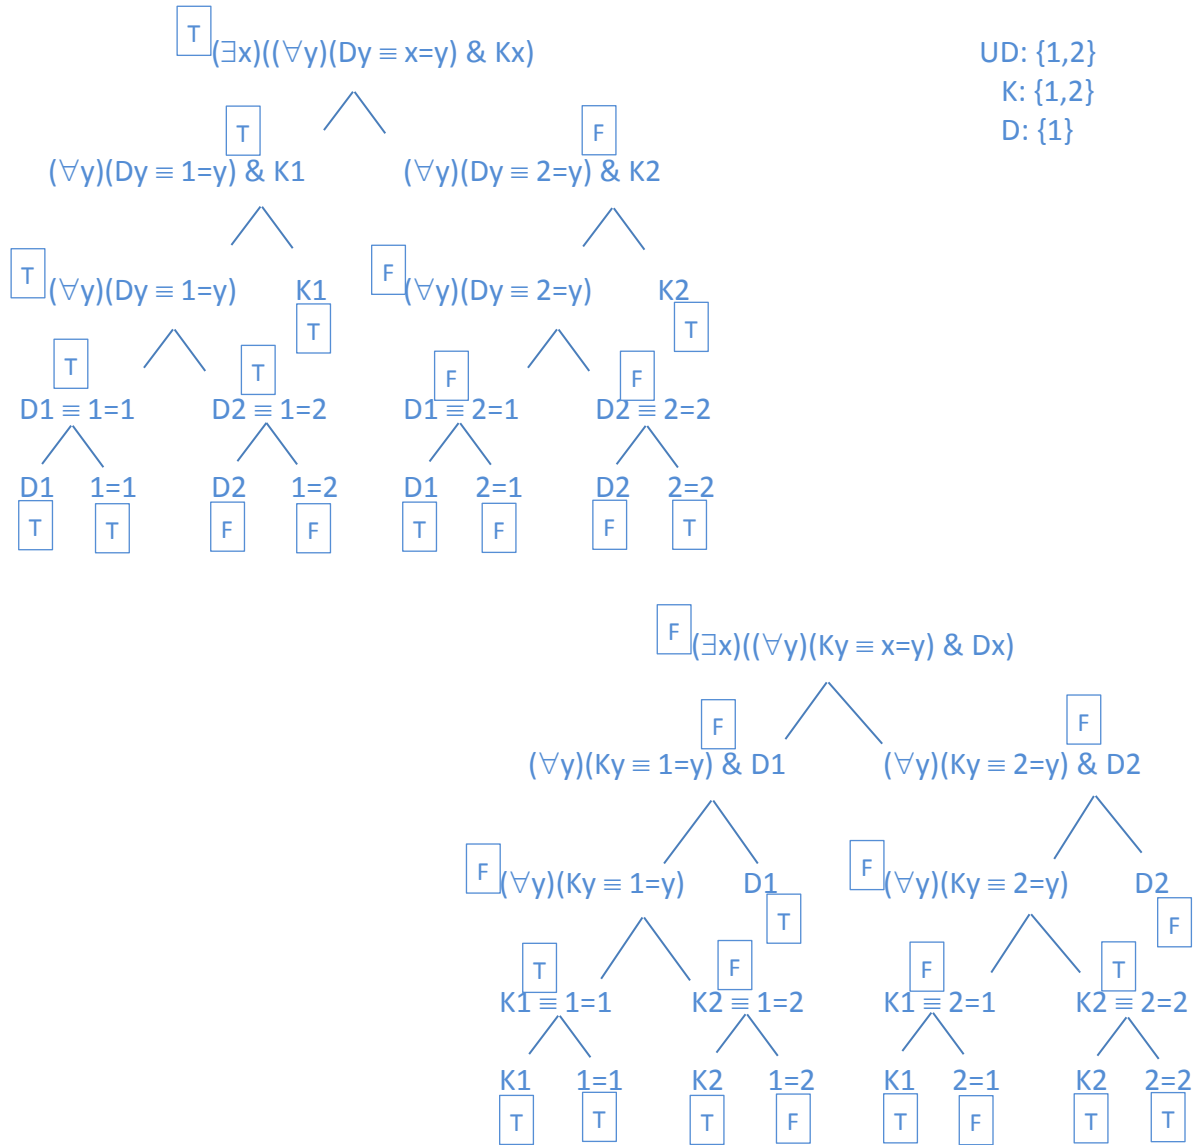 T
(∃x)((∀y)(Dy ≡ x=y) & Kx)
UD: {1,2}
K: {1,2}
D: {1}
T F
(∀y)(Dy ≡ 1=y) & K1 (∀y)(Dy ≡ 2=y) & K2
T (∀y)(Dy ≡ 1=y) K1 F (∀y)(Dy ≡ 2=y) K2
T T
T T F F
D1 ≡ 1=1 D2 ≡ 1=2 D1 ≡ 2=1 D2 ≡ 2=2
D1 1=1 D2 1=2 D1 2=1 D2 2=2
T T F F T F F T
F (∃x)((∀y)(Ky ≡ x=y) & Dx)
F F
(∀y)(Ky ≡ 1=y) & D1 (∀y)(Ky ≡ 2=y) & D2
F (∀y)(Ky ≡ 1=y) D1 F (∀y)(Ky ≡ 2=y) D2
T F
T F F T
K1 ≡ 1=1 K2 ≡ 1=2 K1 ≡ 2=1 K2 ≡ 2=2
K1 1=1 K2 1=2 K1 2=1 K2 2=2
T T T F T F T T